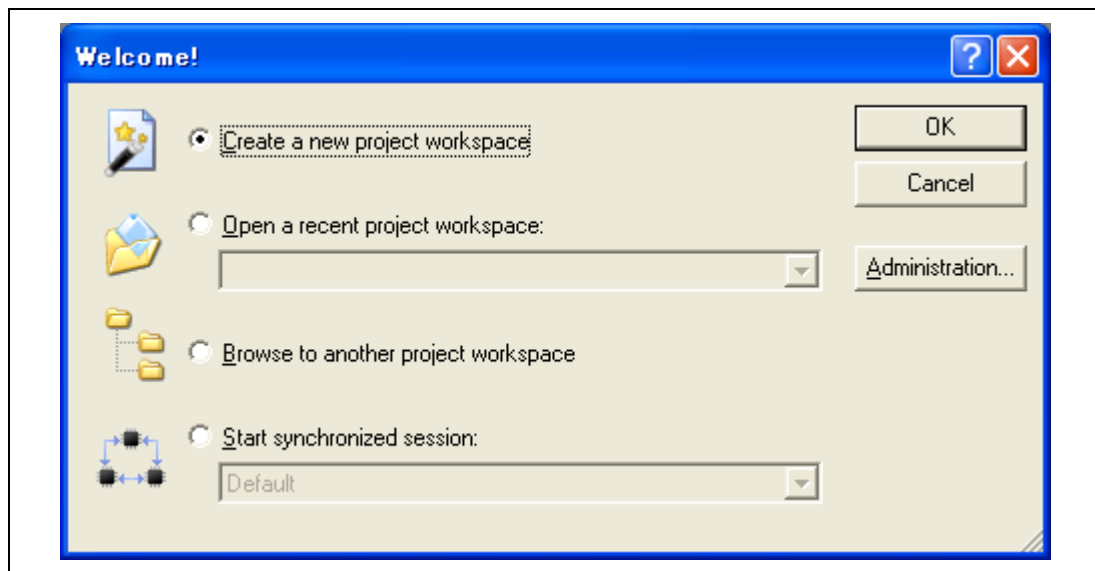 Welcome!
?
Create a new project workspace
OK
Cancel
Open a recent project workspace:
Administration...
Browse to another project workspace
Start synchronized session:
Default